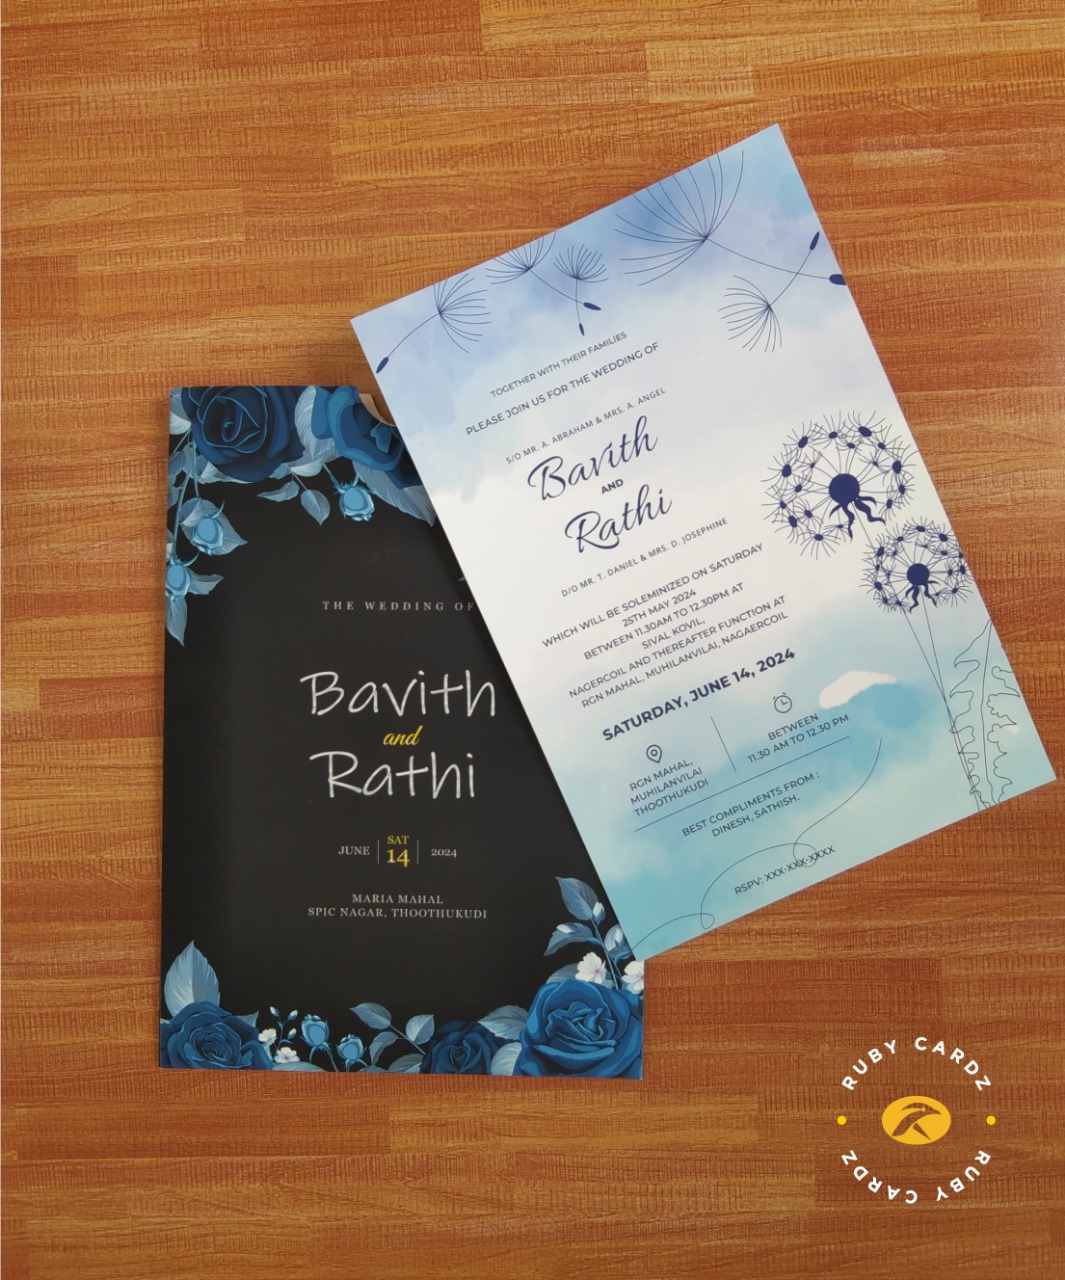 TOGETHER WITH THEIR FAMILIES
PLEASE JOIN US FOR THE WEDDING OF
S/O MR. A. ABRAHAM & MRS. A. ANGEL
Bavith
AND
Rathi
D/O MR. T. DANIEL & MRS. D. JOSEPHINE
WHICH WILL BE SOLEMINIZED ON SATURDAY
25TH MAY 2024
BETWEEN 11.30AM TO 12.30PM AT
SIVAL KOVIL,
NAGERCOIL AND THEREAFTER FUNCTION AT
RGN MAHAL, MUHILANVILAI, NAGAERCOIL
SATURDAY, JUNE 14, 2024
RGN MAHAL,
MUHILANVILAI
THOOTHUKUDI
BETWEEN
11.30 AM TO 12.30 PM
BEST COMPLIMENTS FROM :
DINESH, SATHISH.
RSPV: XXX-XXX-XXXX
THE WEDDING OF
Bavith
and
Rathi
JUNE SAT 14 2024
MARIA MAHAL
SPIC NAGAR, THOOTHUKUDI
RUBY CARDZ
RUBY CARDZ